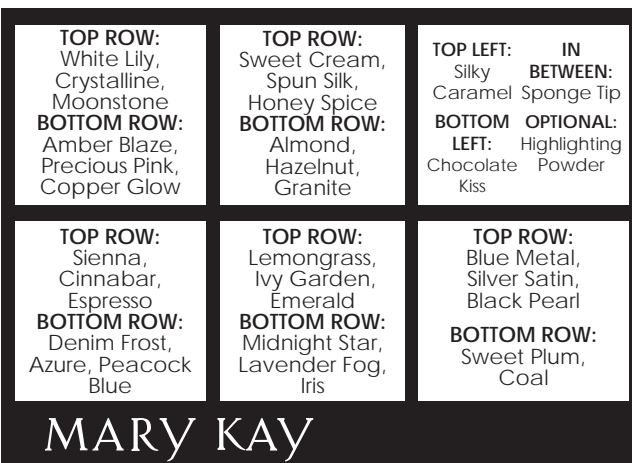 TOP ROW:
White Lily,
Crystalline,
Moonstone
BOTTOM ROW:
Amber Blaze,
Precious Pink,
Copper Glow
TOP ROW:
Sweet Cream,
Spun Silk,
Honey Spice
BOTTOM ROW:
Almond,
Hazelnut,
Granite
TOP LEFT:
Silky
Caramel
IN
BETWEEN:
Sponge Tip
BOTTOM
LEFT:
Chocolate
Kiss
OPTIONAL:
Highlighting
Powder
TOP ROW:
Sienna,
Cinnabar,
Espresso
BOTTOM ROW:
Denim Frost,
Azure, Peacock
Blue
TOP ROW:
Lemongrass,
Ivy Garden,
Emerald
BOTTOM ROW:
Midnight Star,
Lavender Fog,
Iris
TOP ROW:
Blue Metal,
Silver Satin,
Black Pearl
BOTTOM ROW:
Sweet Plum,
Coal
MARY KAY